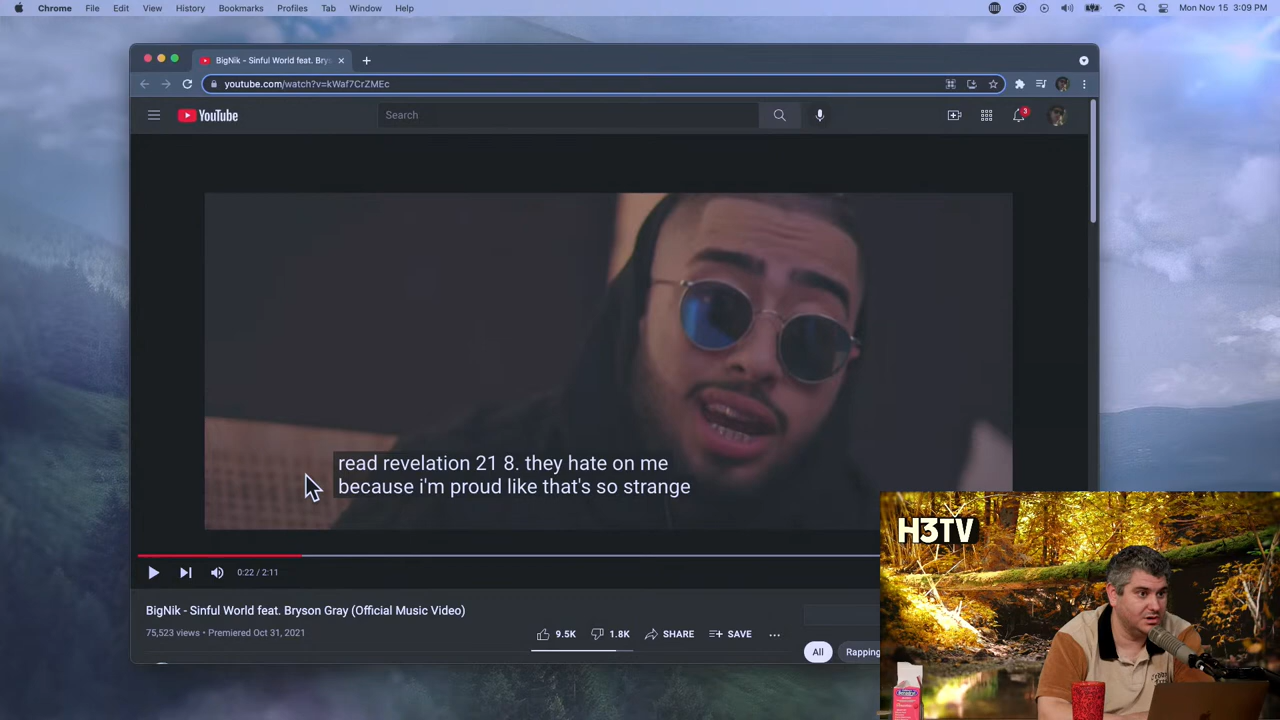 Chrome File Edit View History Bookmarks Profiles Tab Window Help Mon Nov 15 3:09 PM
BigNik - Sinful World feat. Brys
youtube.com/watch?v=kWaf7CrZMEc
YouTube Search 3
read revelation 21 8. they hate on me
because i'm proud like that's so strange
H3TV
0:22 / 2:11
BigNik - Sinful World feat. Bryson Gray (Official Music Video)
75,523 views • Premiered Oct 31, 2021
9.5K 1.8K SHARE SAVE
All Rapping